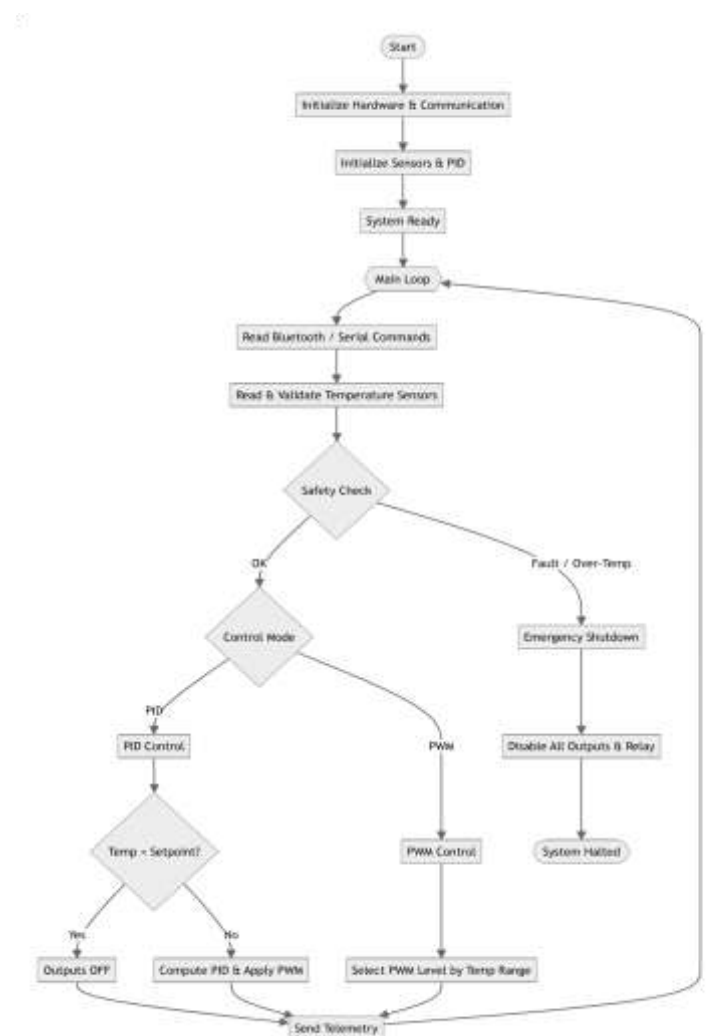 Start
Initialize Hardware & Communication
Initialize Sensors & PID
System Ready
Main Loop
Read Bluetooth / Serial Commands
Read & Validate Temperature Sensors
Safety Check
OK
Fault / Over-Temp
Control Mode
Emergency Shutdown
PID
PID Control
PWM
Disable All Outputs & Relay
Temp Setpoint?
PWM Control
System Halted
Yes
No
Outputs OFF
Compute PID & Apply PWM
Select PWM Level by Temp Range
Send Telemetry